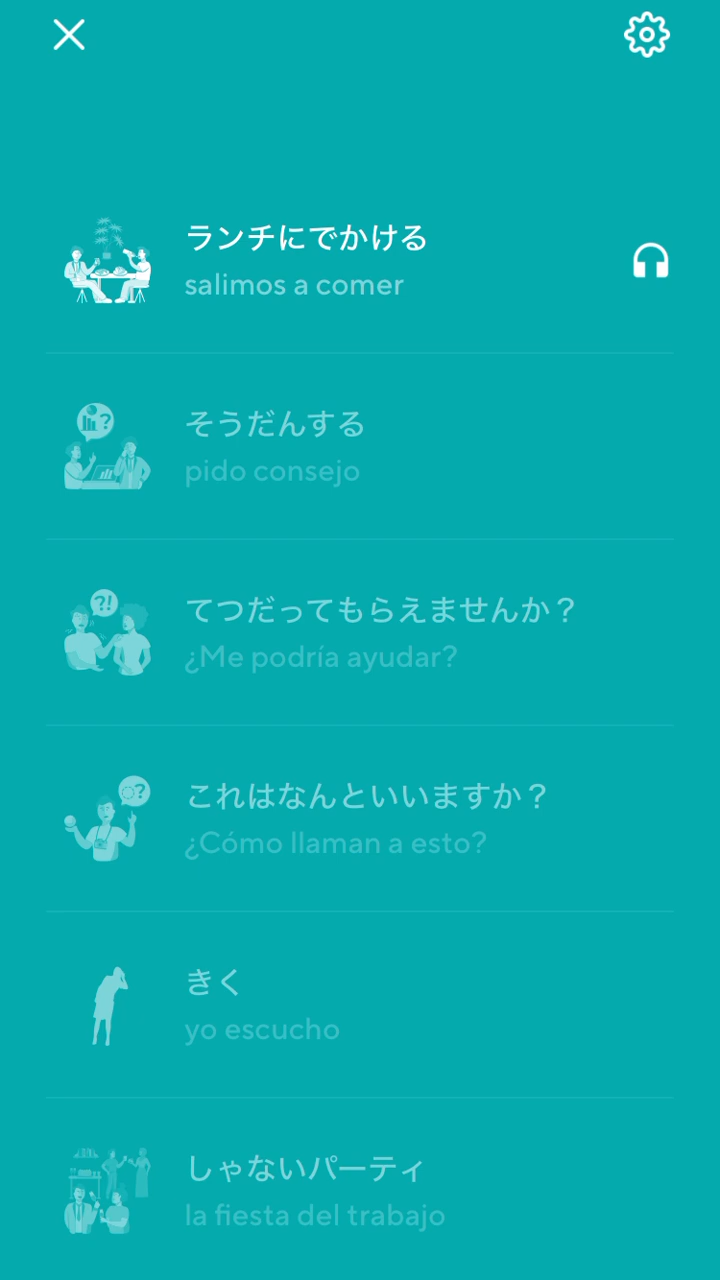 ランチにでかける
salimos a comer
?
そうだんする
pido consejo
?!
てつだってもらえませんか？
¿Me podría ayudar?
?
これはなんといいますか？
¿Cómo llaman a esto?
きく
yo escucho
しゃないパーティ
la fiesta del trabajo